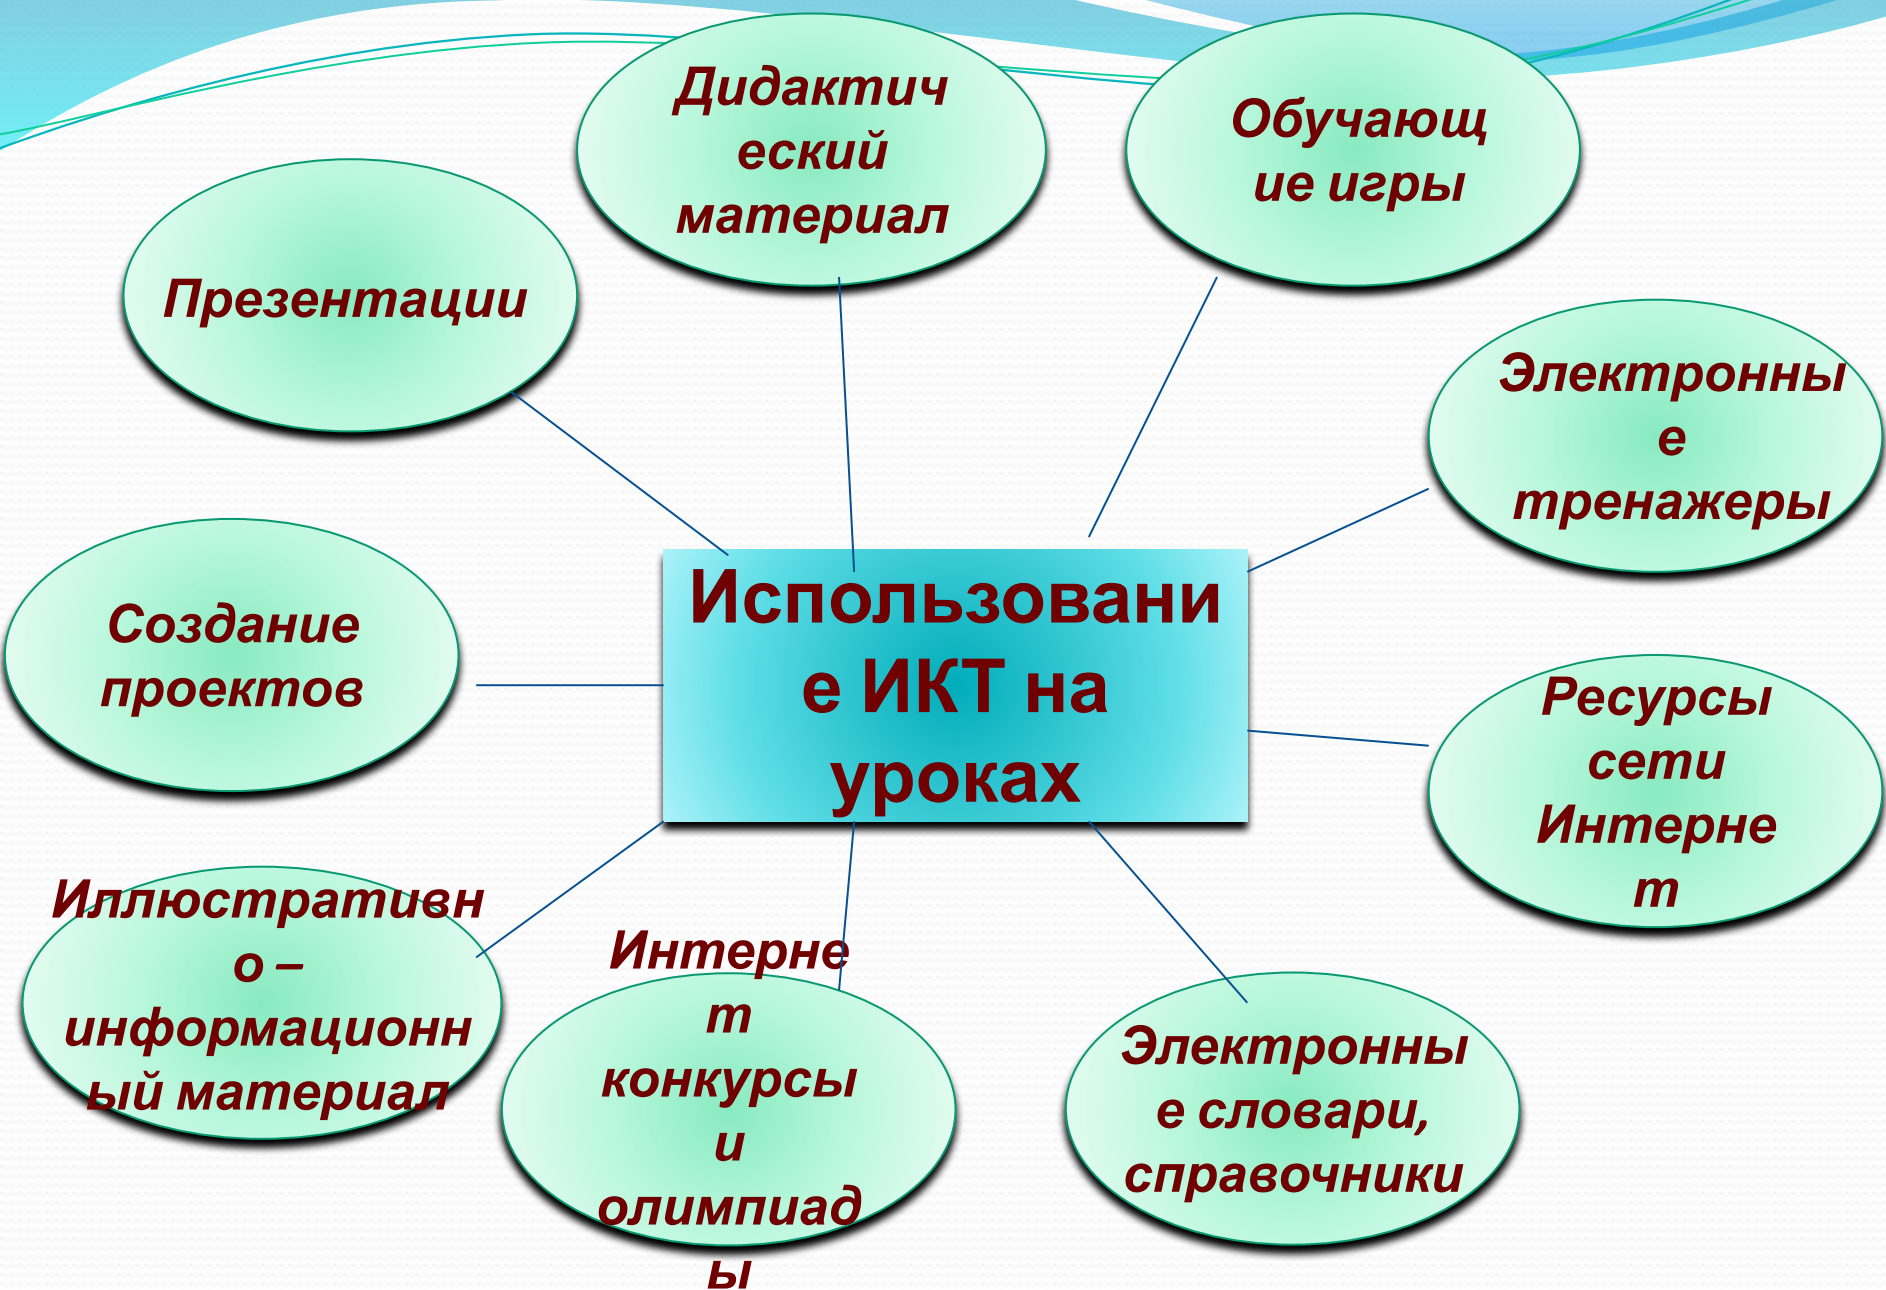 Дидактич
еский
материал
Обучающ
ие игры
Презентации
Электронны
е
тренажеры
Создание
проектов
Использовани
е ИКТ на
уроках
Ресурсы
сети
Интерне
т
Иллюстративн
о –
информационн
ый материал
Интерне
т
конкурсы
и
олимпиад
ы
Электронны
е словари,
справочники